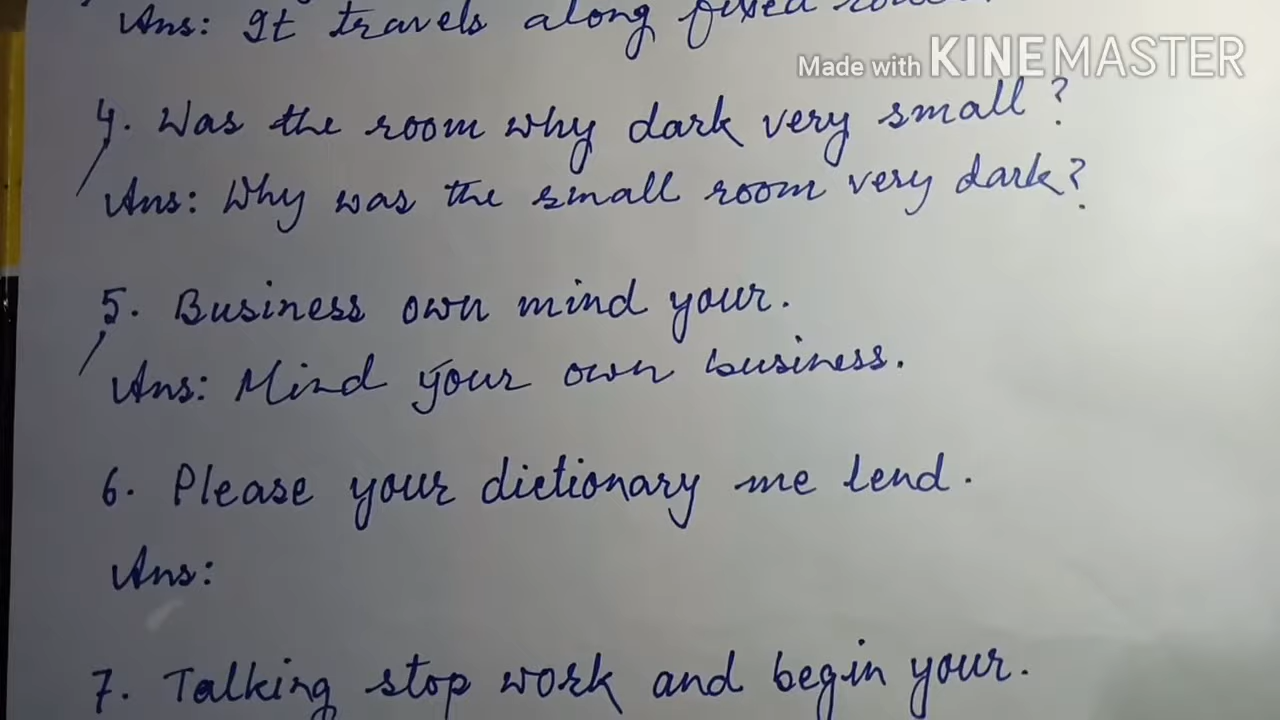 Ans: It travels along fixed
Made with KINEMASTER
4. Was the room why dark very small?
Ans: Why was the small room very dark?
5. Business own mind your.
Ans: Mind your own business.
6. Please your dictionary me lend.
Ans:
7. Talking stop work and begin your.